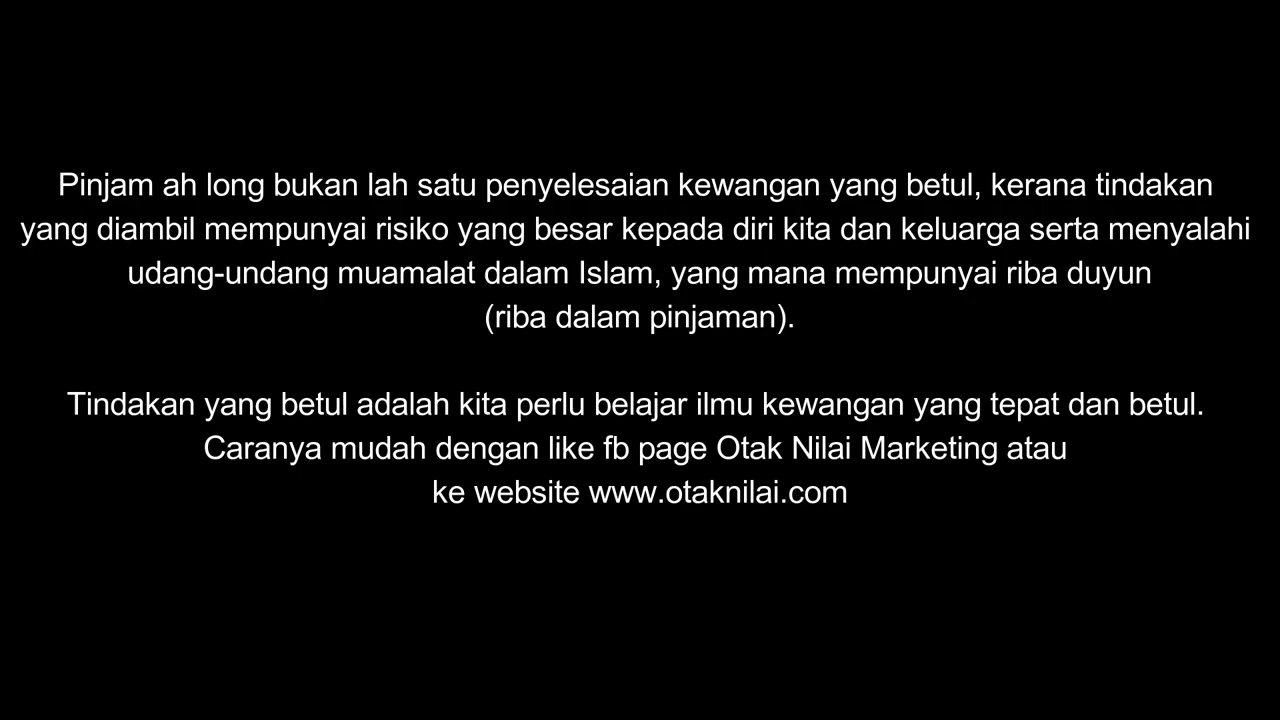 Pinjam ah long bukan lah satu penyelesaian kewangan yang betul, kerana tindakan
yang diambil mempunyai risiko yang besar kepada diri kita dan keluarga serta menyalahi
udang-undang muamalat dalam Islam, yang mana mempunyai riba duyun
(riba dalam pinjaman).
Tindakan yang betul adalah kita perlu belajar ilmu kewangan yang tepat dan betul.
Caranya mudah dengan like fb page Otak Nilai Marketing atau
ke website www.otaknilai.com